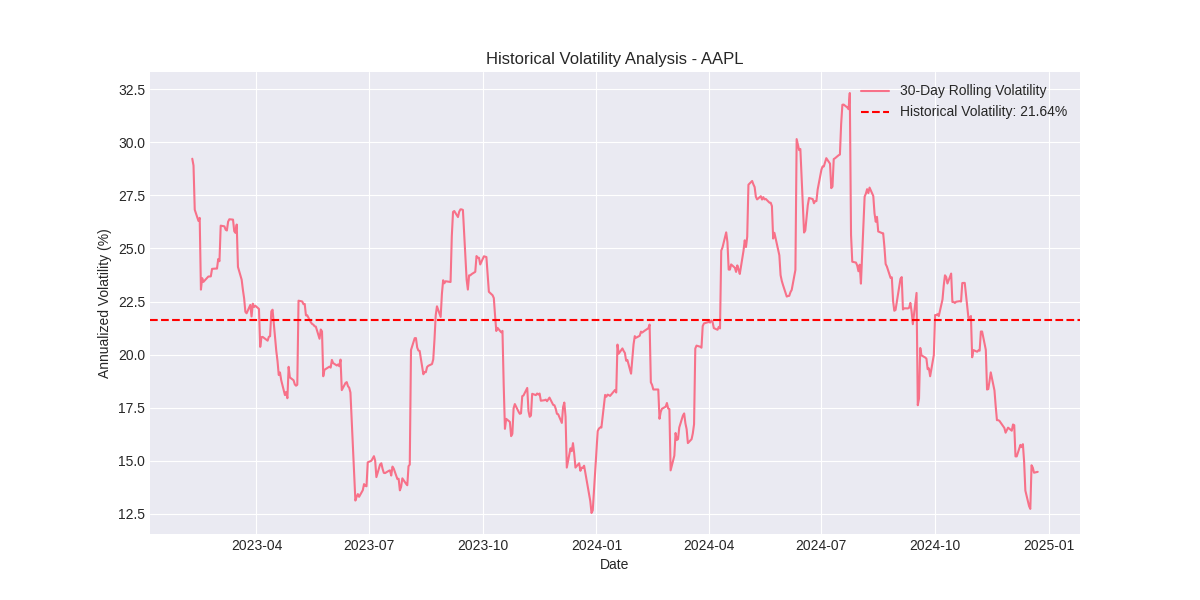 Historical Volatility Analysis - AAPL
30-Day Rolling Volatility
Historical Volatility: 21.64%
Annualized Volatility (%)
32.5
30.0
27.5
25.0
22.5
20.0
17.5
15.0
12.5
2023-04 2023-07 2023-10 2024-01 2024-04 2024-07 2024-10 2025-01
Date